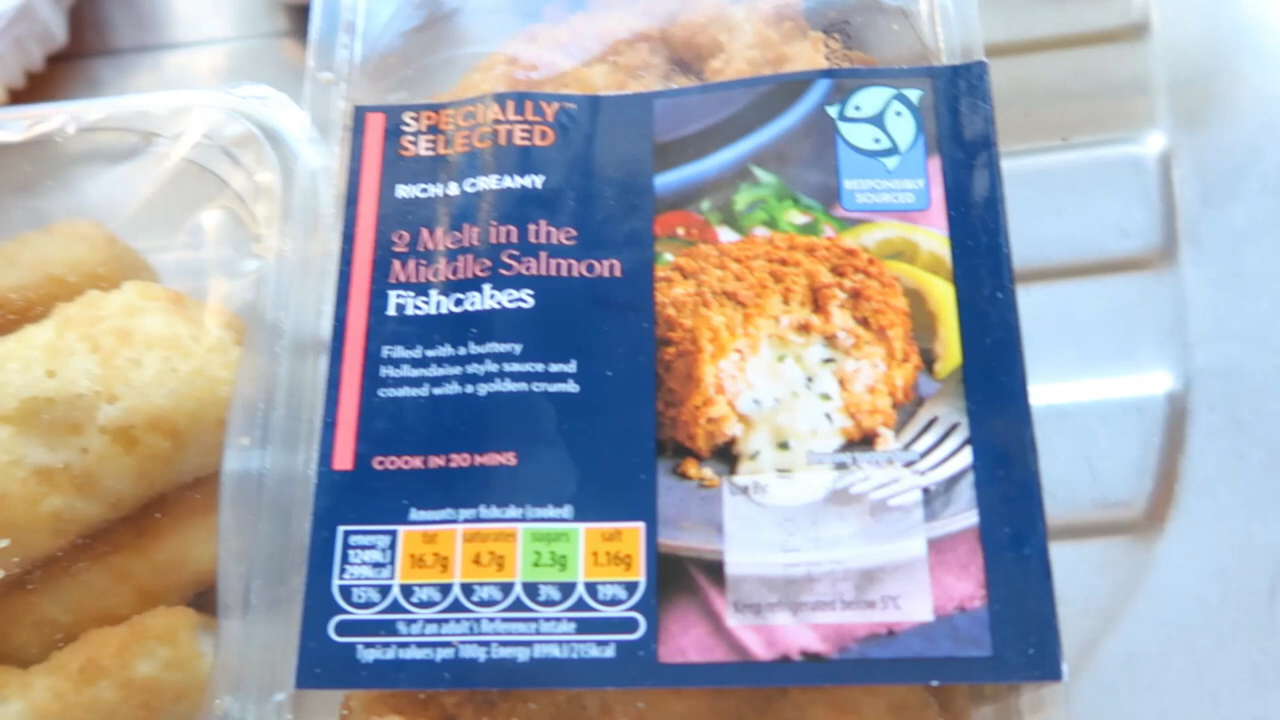 SPECIALLY™
SELECTED
RICH & CREAMY
2 Melt in the
Middle Salmon
Fishcakes
Filled with a buttery
Hollandaise style sauce and
coated with a golden crumb
COOK IN 20 MINS
Amounts per fishcake (cooked)
energy fat saturates sugars salt
1249kJ 16.7g 4.7g 2.3g 1.16g
299kcal
15% 24% 24% 3% 19%
% of an adult's Reference Intake
Typical values per 100g: Energy 899kJ/215kcal
RESPONSIBLY
SOURCED
Use By:
Keep refrigerated below 5°C